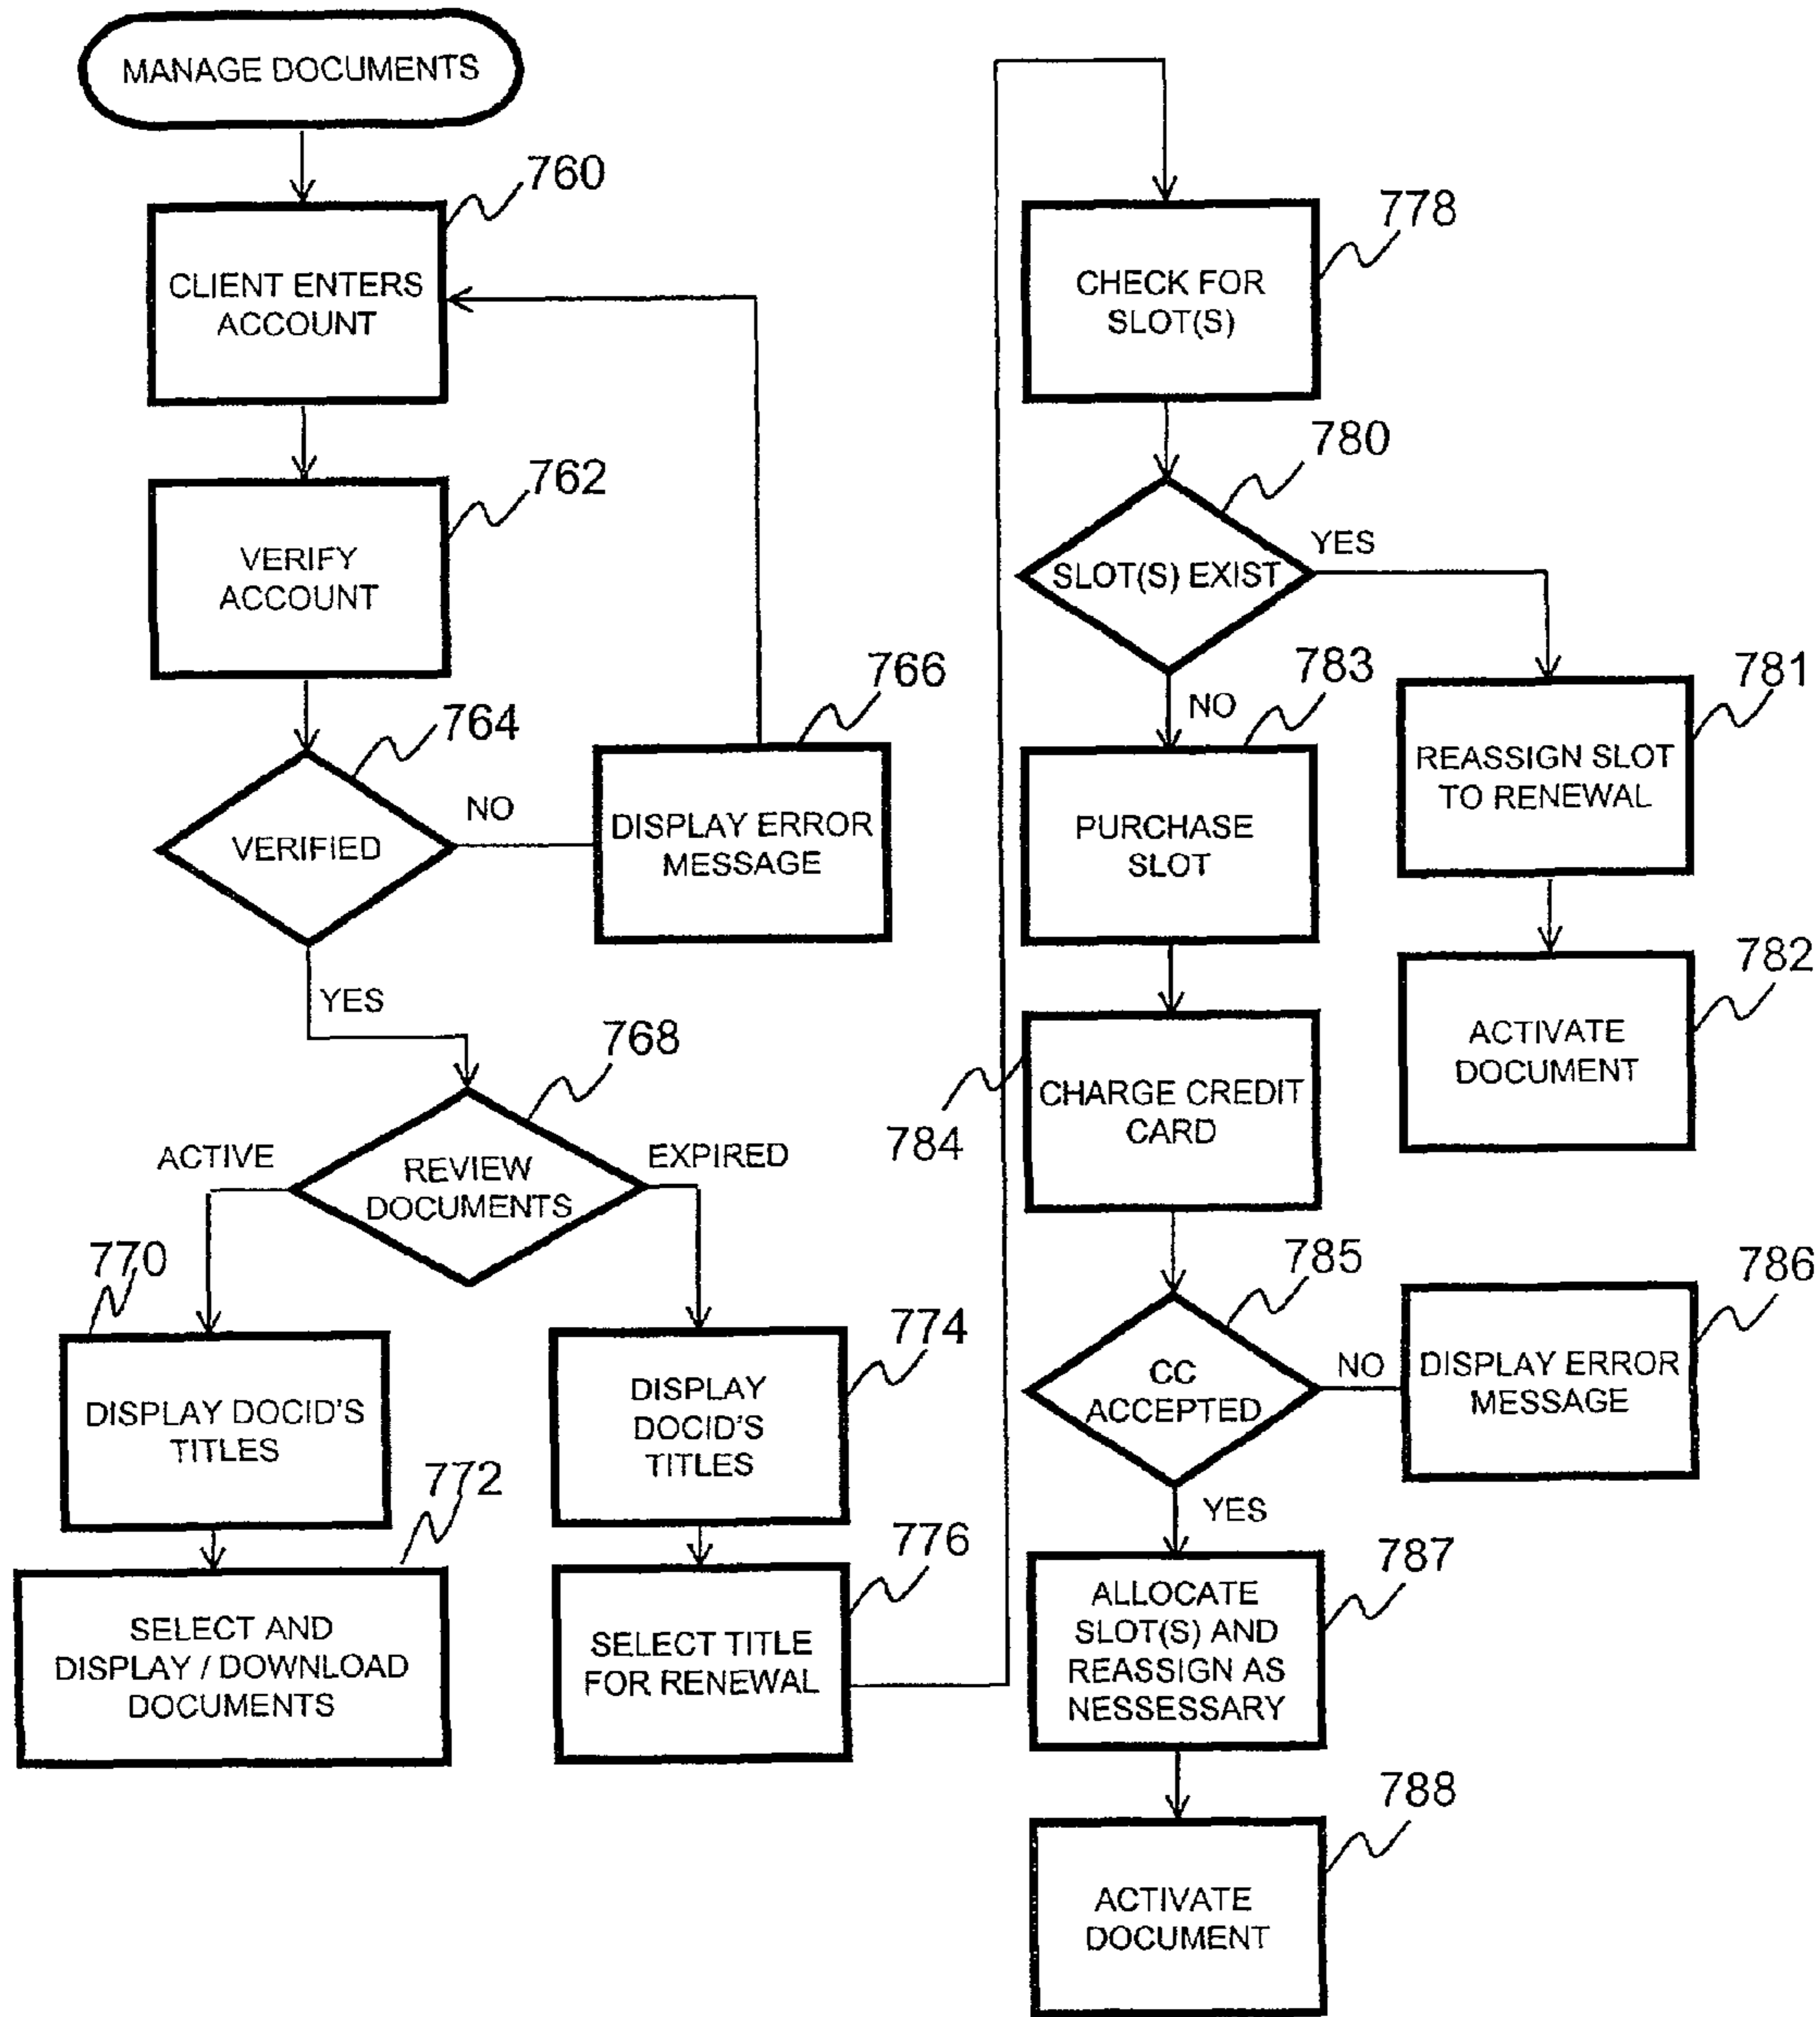 MANAGE DOCUMENTS
760
CLIENT ENTERS
ACCOUNT
762
VERIFY
ACCOUNT
764
VERIFIED
NO
766
DISPLAY ERROR
MESSAGE
YES
768
REVIEW
DOCUMENTS
ACTIVE
EXPIRED
770
DISPLAY DOCID'S
TITLES
772
SELECT AND
DISPLAY / DOWNLOAD
DOCUMENTS
774
DISPLAY
DOCID'S
TITLES
776
SELECT TITLE
FOR RENEWAL
778
CHECK FOR
SLOT(S)
780
SLOT(S) EXIST
YES
781
REASSIGN SLOT
TO RENEWAL
782
ACTIVATE
DOCUMENT
NO
783
PURCHASE
SLOT
784
CHARGE CREDIT
CARD
785
CC
ACCEPTED
NO
786
DISPLAY ERROR
MESSAGE
YES
787
ALLOCATE
SLOT(S) AND
REASSIGN AS
NESSESSARY
788
ACTIVATE
DOCUMENT